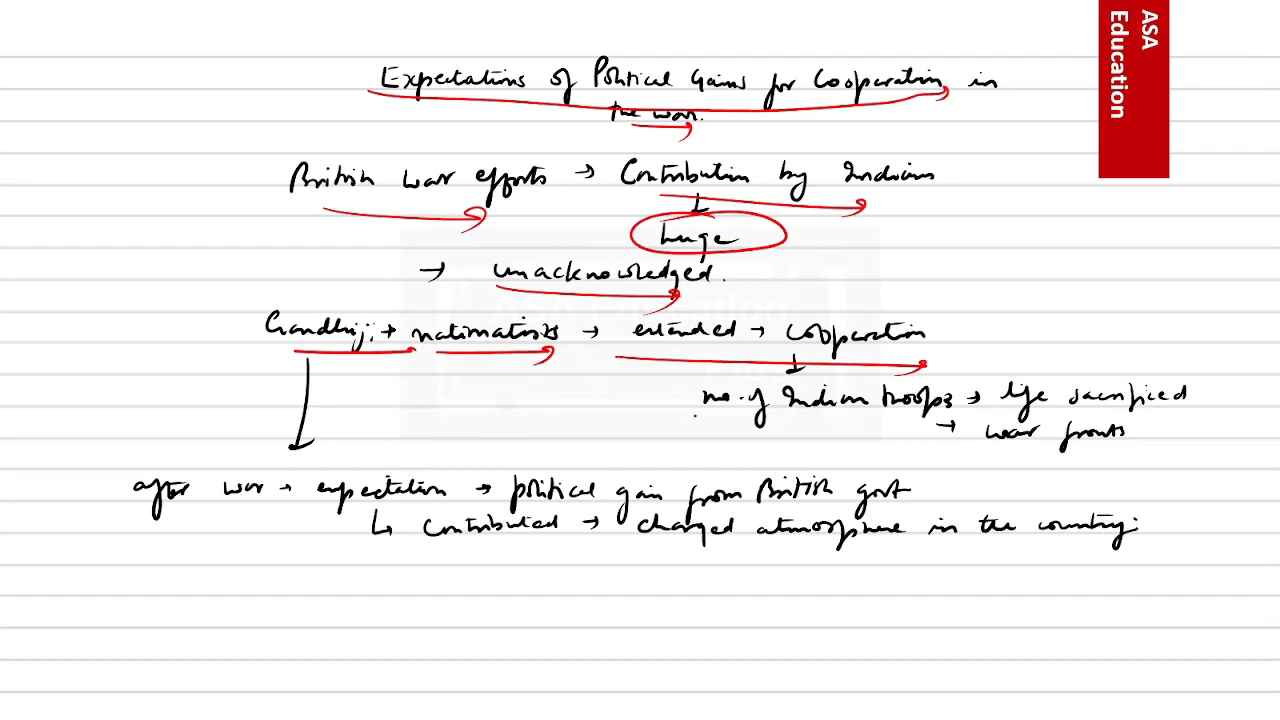 ASA
Education
Expectations of Political Gains for Cooperation in
the war.
British war efforts → Contribution by Indians
↓
huge
→ unacknowledged.
Gandhiji + nationalists → extended → cooperation
↓
no. of Indian troops → life sacrificed
→ war fronts
after war → expectation → political gain from British govt
↳ contributed → charged atmosphere in the country.